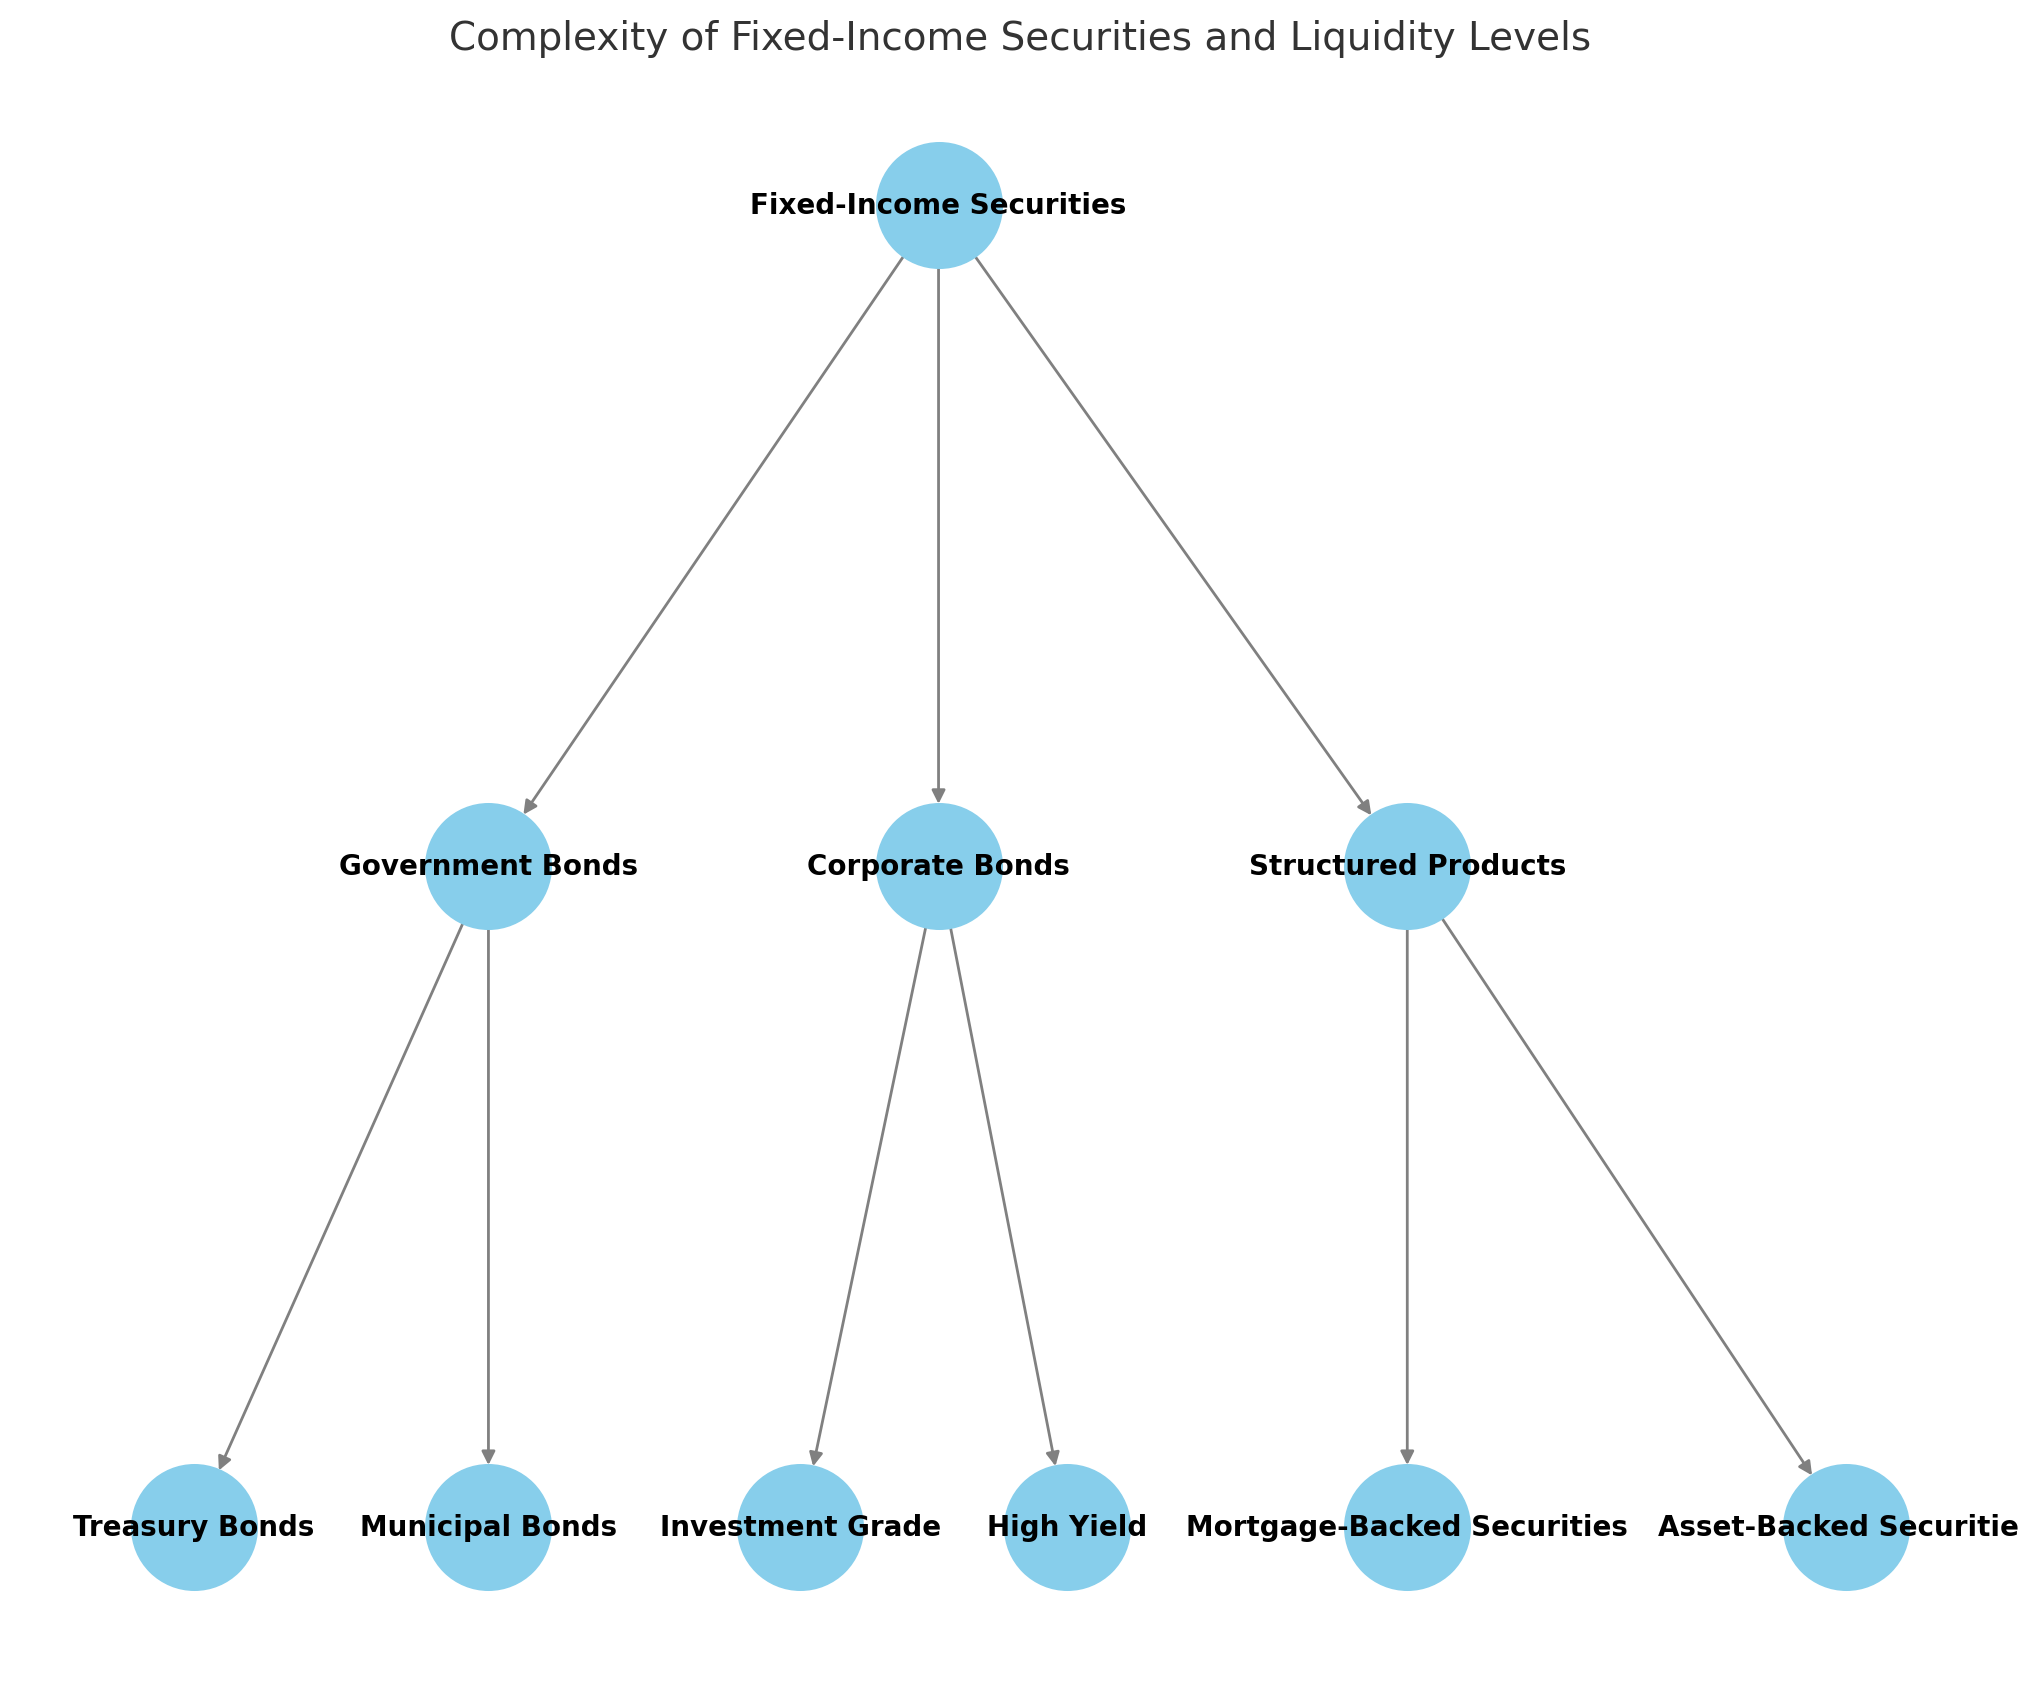 Complexity of Fixed-Income Securities and Liquidity Levels
Fixed-Income Securities
Government Bonds
Corporate Bonds
Structured Products
Treasury Bonds
Municipal Bonds
Investment Grade
High Yield
Mortgage-Backed Securities
Asset-Backed Securitie